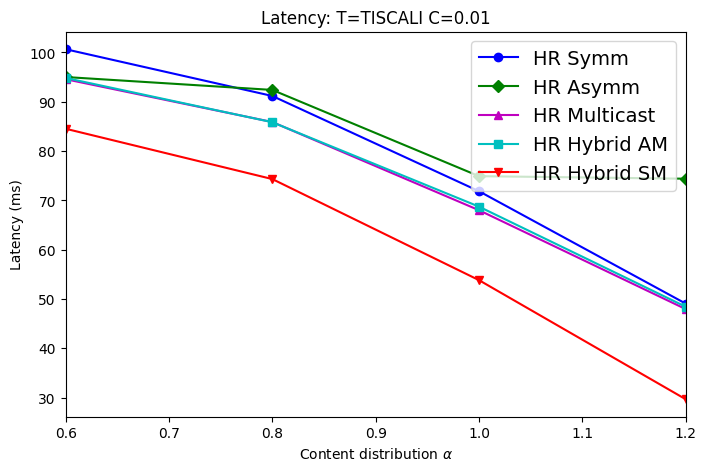 Latency: T=TISCALI C=0.01
HR Symm
HR Asymm
HR Multicast
HR Hybrid AM
HR Hybrid SM
Latency (ms)
100
90
80
70
60
50
40
30
0.6 0.7 0.8 0.9 1.0 1.1 1.2
Content distribution α